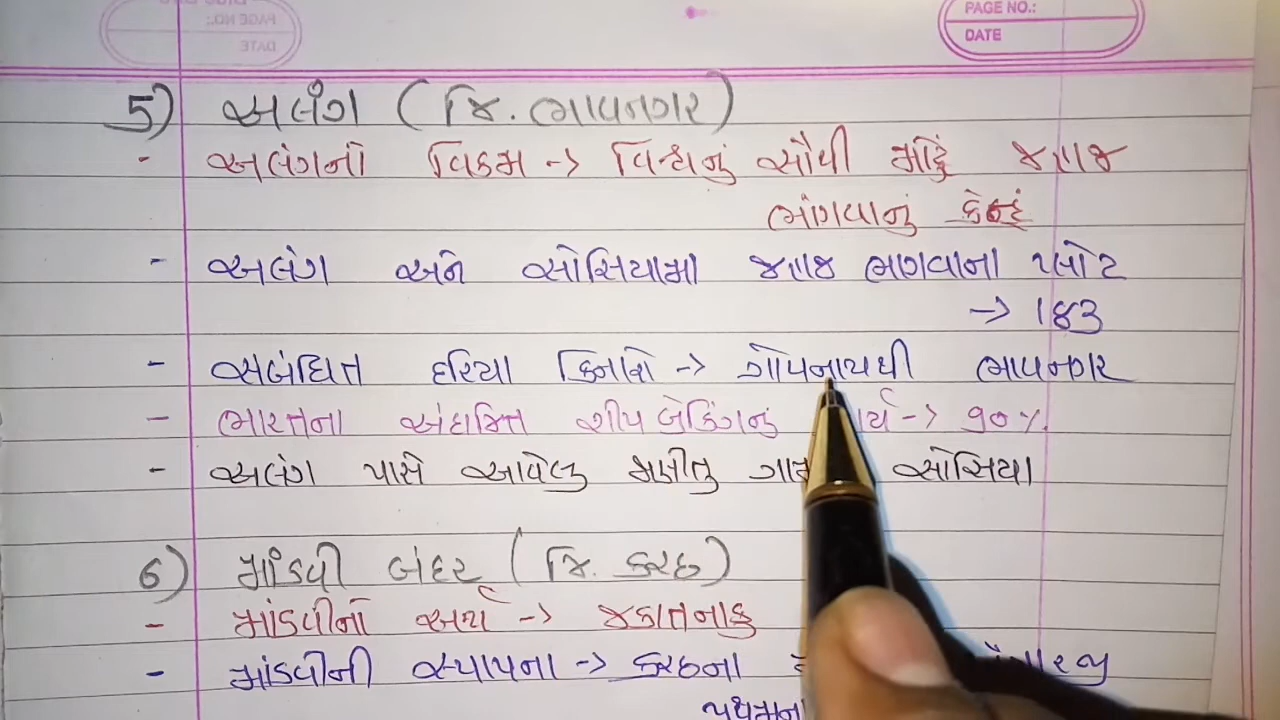 PAGE NO.:
DATE
5) અલંગ (જિ. ભાવનગર)
- અલંગનો વિક્રમ -> વિશ્વનું સૌથી મોટું જહાજ
ભાંગવાનું કેન્દ્ર
- અલંગ અને સોસિયામા જહાજ ભાગવાના પ્લોટ
-> 183
- સબંધિત દરિયા કિનારો -> ગોપનાથથી ભાવનગર
- ભારતના અંદાજિત શીપ બ્રેકિંગનું -> 90%
- અલંગ પાસે આવેલુ જાણીતુ સોસિયા
6) માંડવી બંદર (જિ. કચ્છ)
- માંડવીનો અર્થ -> જકાતનાકુ
- માંડવીની સ્થાપના -> કચ્છના